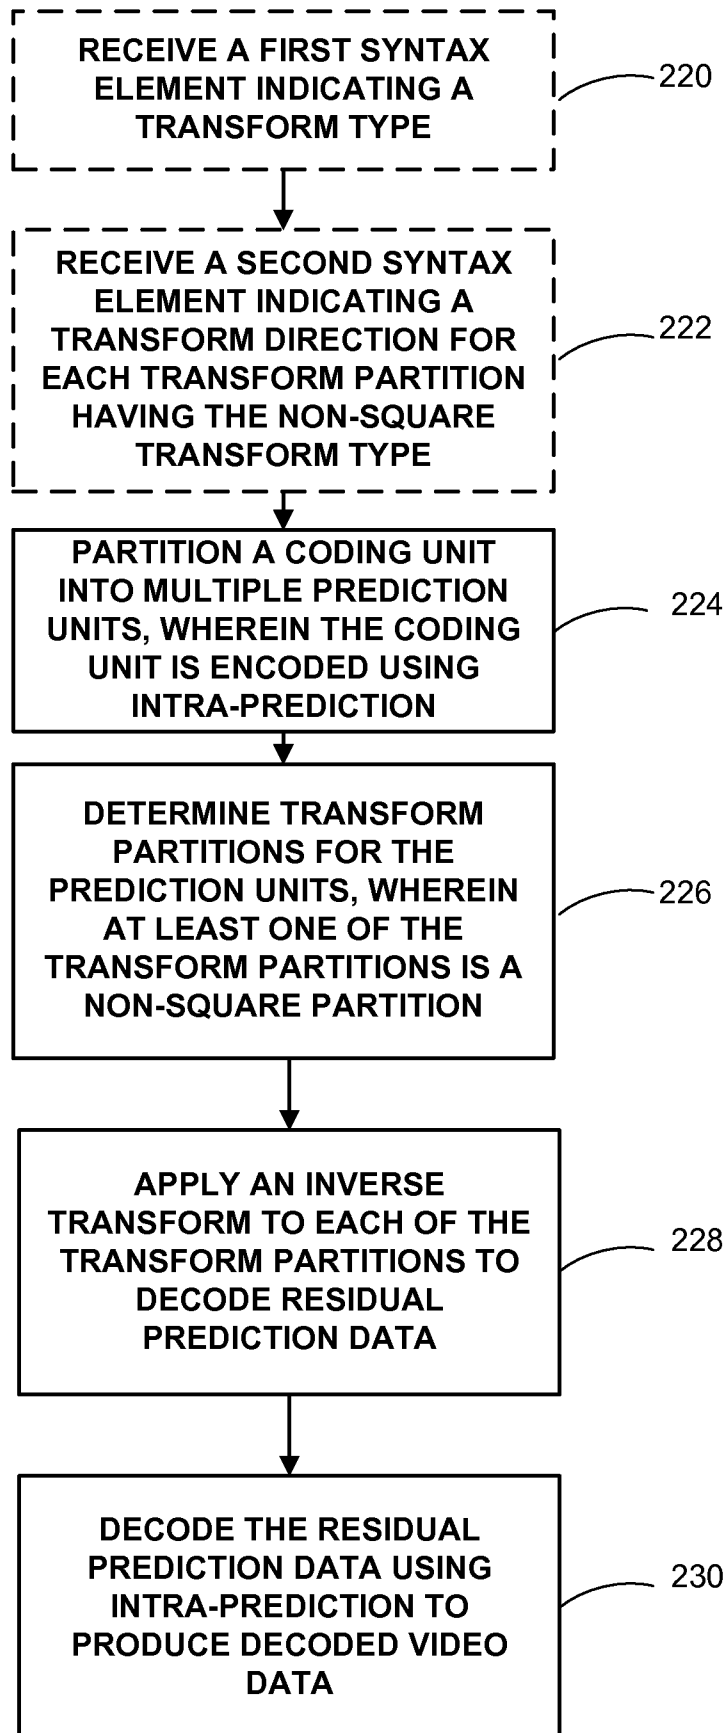 RECEIVE A FIRST SYNTAX
ELEMENT INDICATING A
TRANSFORM TYPE
220
RECEIVE A SECOND SYNTAX
ELEMENT INDICATING A
TRANSFORM DIRECTION FOR
EACH TRANSFORM PARTITION
HAVING THE NON-SQUARE
TRANSFORM TYPE
222
PARTITION A CODING UNIT
INTO MULTIPLE PREDICTION
UNITS, WHEREIN THE CODING
UNIT IS ENCODED USING
INTRA-PREDICTION
224
DETERMINE TRANSFORM
PARTITIONS FOR THE
PREDICTION UNITS, WHEREIN
AT LEAST ONE OF THE
TRANSFORM PARTITIONS IS A
NON-SQUARE PARTITION
226
APPLY AN INVERSE
TRANSFORM TO EACH OF THE
TRANSFORM PARTITIONS TO
DECODE RESIDUAL
PREDICTION DATA
228
DECODE THE RESIDUAL
PREDICTION DATA USING
INTRA-PREDICTION TO
PRODUCE DECODED VIDEO
DATA
230